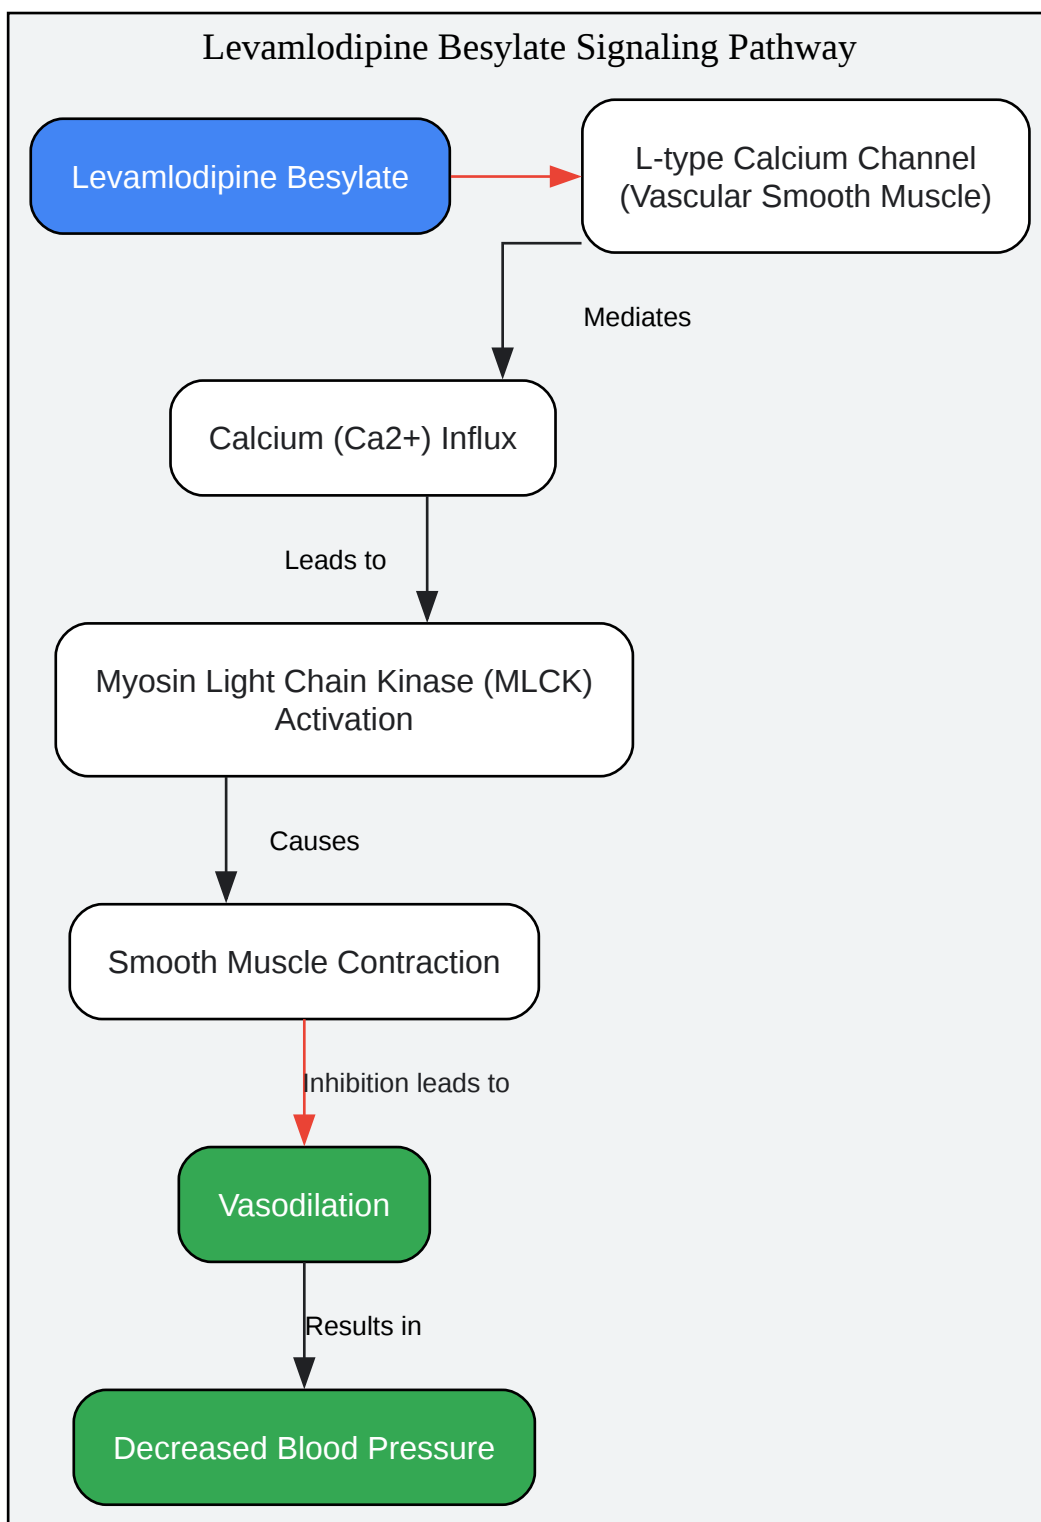 Levamlodipine Besylate Signaling Pathway
Levamlodipine Besylate
L-type Calcium Channel
(Vascular Smooth Muscle)
Mediates
Calcium (Ca2+) Influx
Leads to
Myosin Light Chain Kinase (MLCK)
Activation
Causes
Smooth Muscle Contraction
Inhibition leads to
Vasodilation
Results in
Decreased Blood Pressure